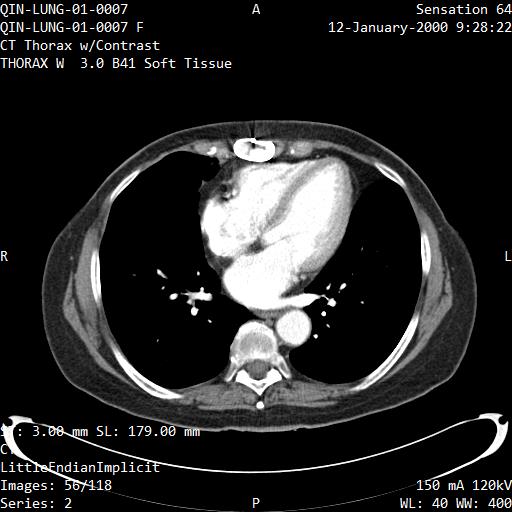 QIN-LUNG-01-0007
A
Sensation 64
QIN-LUNG-01-0007 F
12-January-2000 9:28:22
CT Thorax w/Contrast
THORAX W 3.0 B41 Soft Tissue
R
L
3.00 mm SL: 179.00 mm
LittleEndianImplicit
Images: 56/118
150 mA 120kV
Series: 2
P
WL: 40 WW: 400